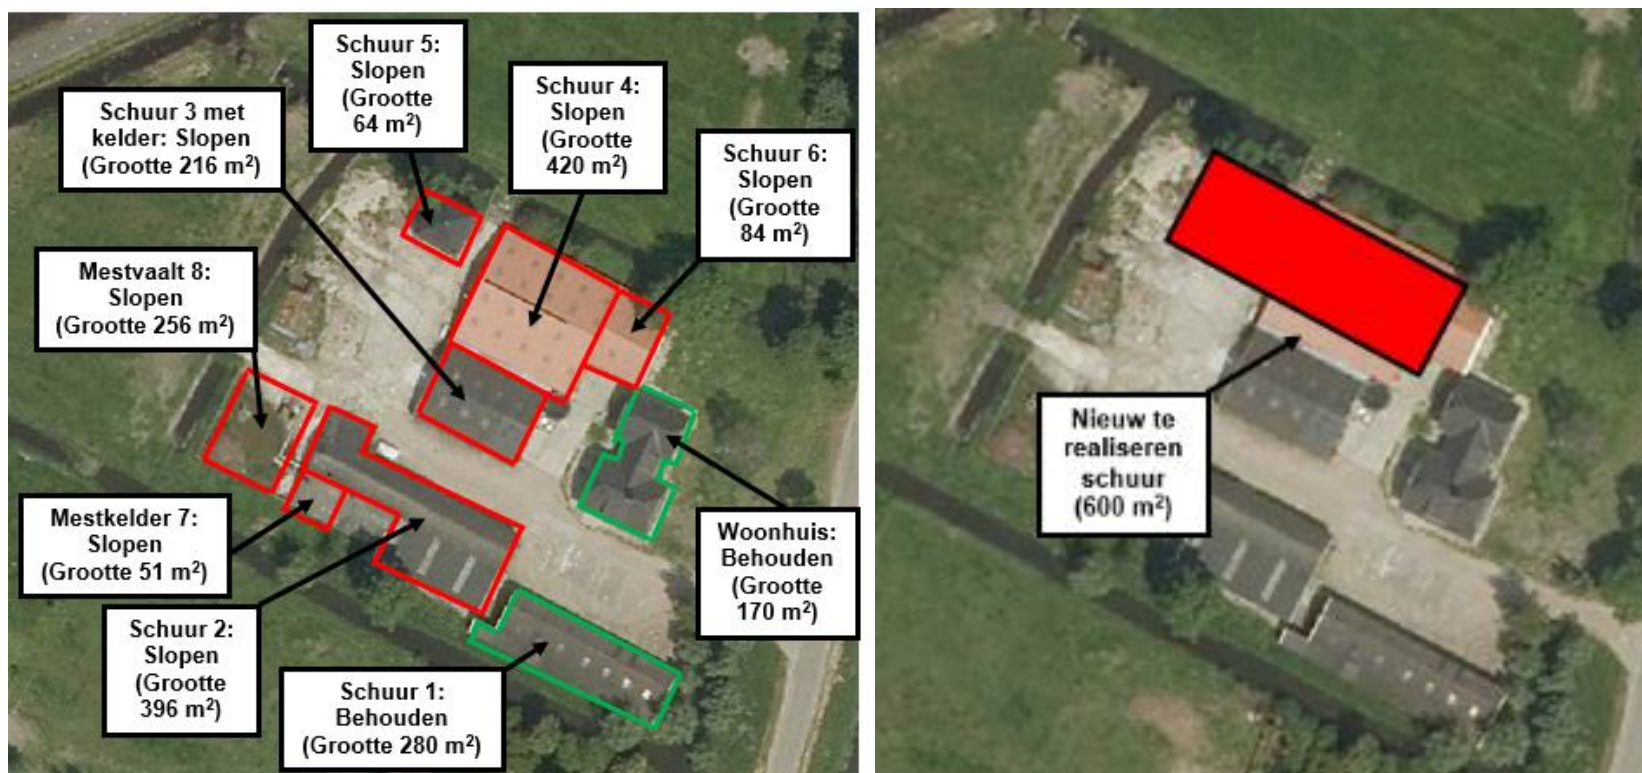 Schuur 5:
Slopen
(Grootte
64 m²)
Schuur 4:
Slopen
(Grootte
420 m²)
Schuur 3 met
kelder: Slopen
(Grootte 216 m²)
Schuur 6:
Slopen
(Grootte
84 m²)
Mestvaalt 8:
Slopen
(Grootte 256 m²)
Mestkelder 7:
Slopen
(Grootte 51 m²)
Woonhuis:
Behouden
(Grootte
170 m²)
Schuur 2:
Slopen
(Grootte
396 m²)
Schuur 1:
Behouden
(Grootte 280 m²)
Nieuw te
realiseren
schuur
(600 m²)